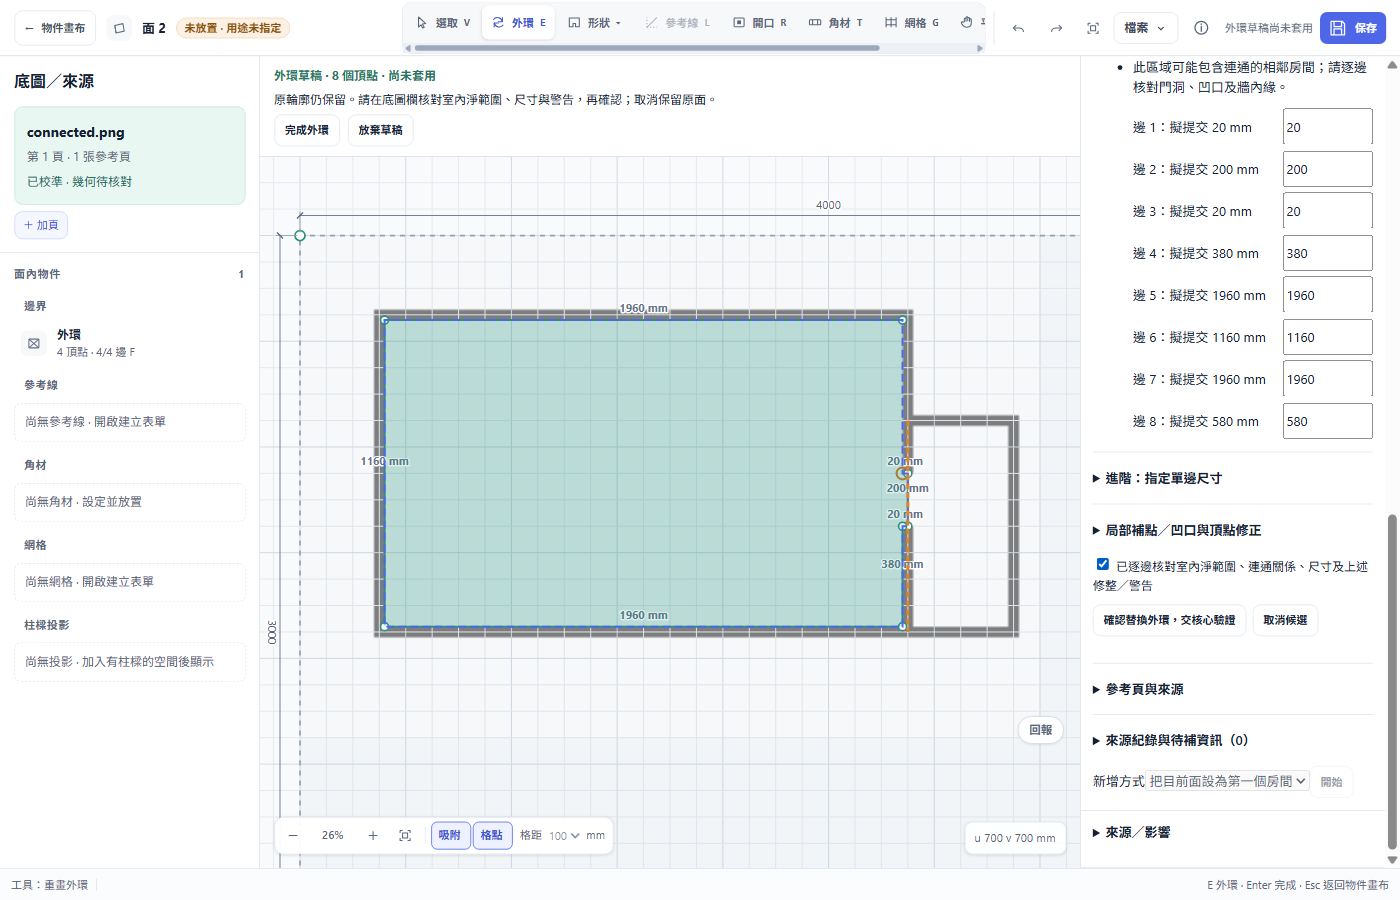 ← 物件畫布
面 2
未放置 · 用途未指定
選取 V
外環 E
形狀
參考線 L
開口 R
角材 T
網格 G
檔案
外環草稿尚未套用
保存
底圖／來源
connected.png
第 1 頁 · 1 張參考頁
已校準 · 幾何待核對
＋ 加頁
面內物件 1
邊界
外環
4 頂點 · 4/4 邊 F
參考線
尚無參考線 · 開啟建立表單
角材
尚無角材 · 設定並放置
網格
尚無網格 · 開啟建立表單
柱樑投影
尚無投影 · 加入有柱樑的空間後顯示
外環草稿 · 8 個頂點 · 尚未套用
原輪廓仍保留。請在底圖欄核對室內淨範圍、尺寸與警告，再確認；取消保留原面。
完成外環
放棄草稿
4000
1960 mm
1160 mm
20 mm
200 mm
20 mm
380 mm
1960 mm
3000
回報
− 26% ＋
吸附
格點
格距 100 mm
u 700 v 700 mm
• 此區域可能包含連通的相鄰房間；請逐邊
核對門洞、凹口及牆內緣。
邊 1：擬提交 20 mm 20
邊 2：擬提交 200 mm 200
邊 3：擬提交 20 mm 20
邊 4：擬提交 380 mm 380
邊 5：擬提交 1960 mm 1960
邊 6：擬提交 1160 mm 1160
邊 7：擬提交 1960 mm 1960
邊 8：擬提交 580 mm 580
進階：指定單邊尺寸
局部補點／凹口與頂點修正
已逐邊核對室內淨範圍、連通關係、尺寸及上述
修整／警告
確認替換外環，交核心驗證
取消候選
參考頁與來源
來源紀錄與待補資訊（0）
新增方式 把目前面設為第一個房間
開始
來源／影響
工具：重畫外環
E 外環 · Enter 完成 · Esc 返回物件畫布